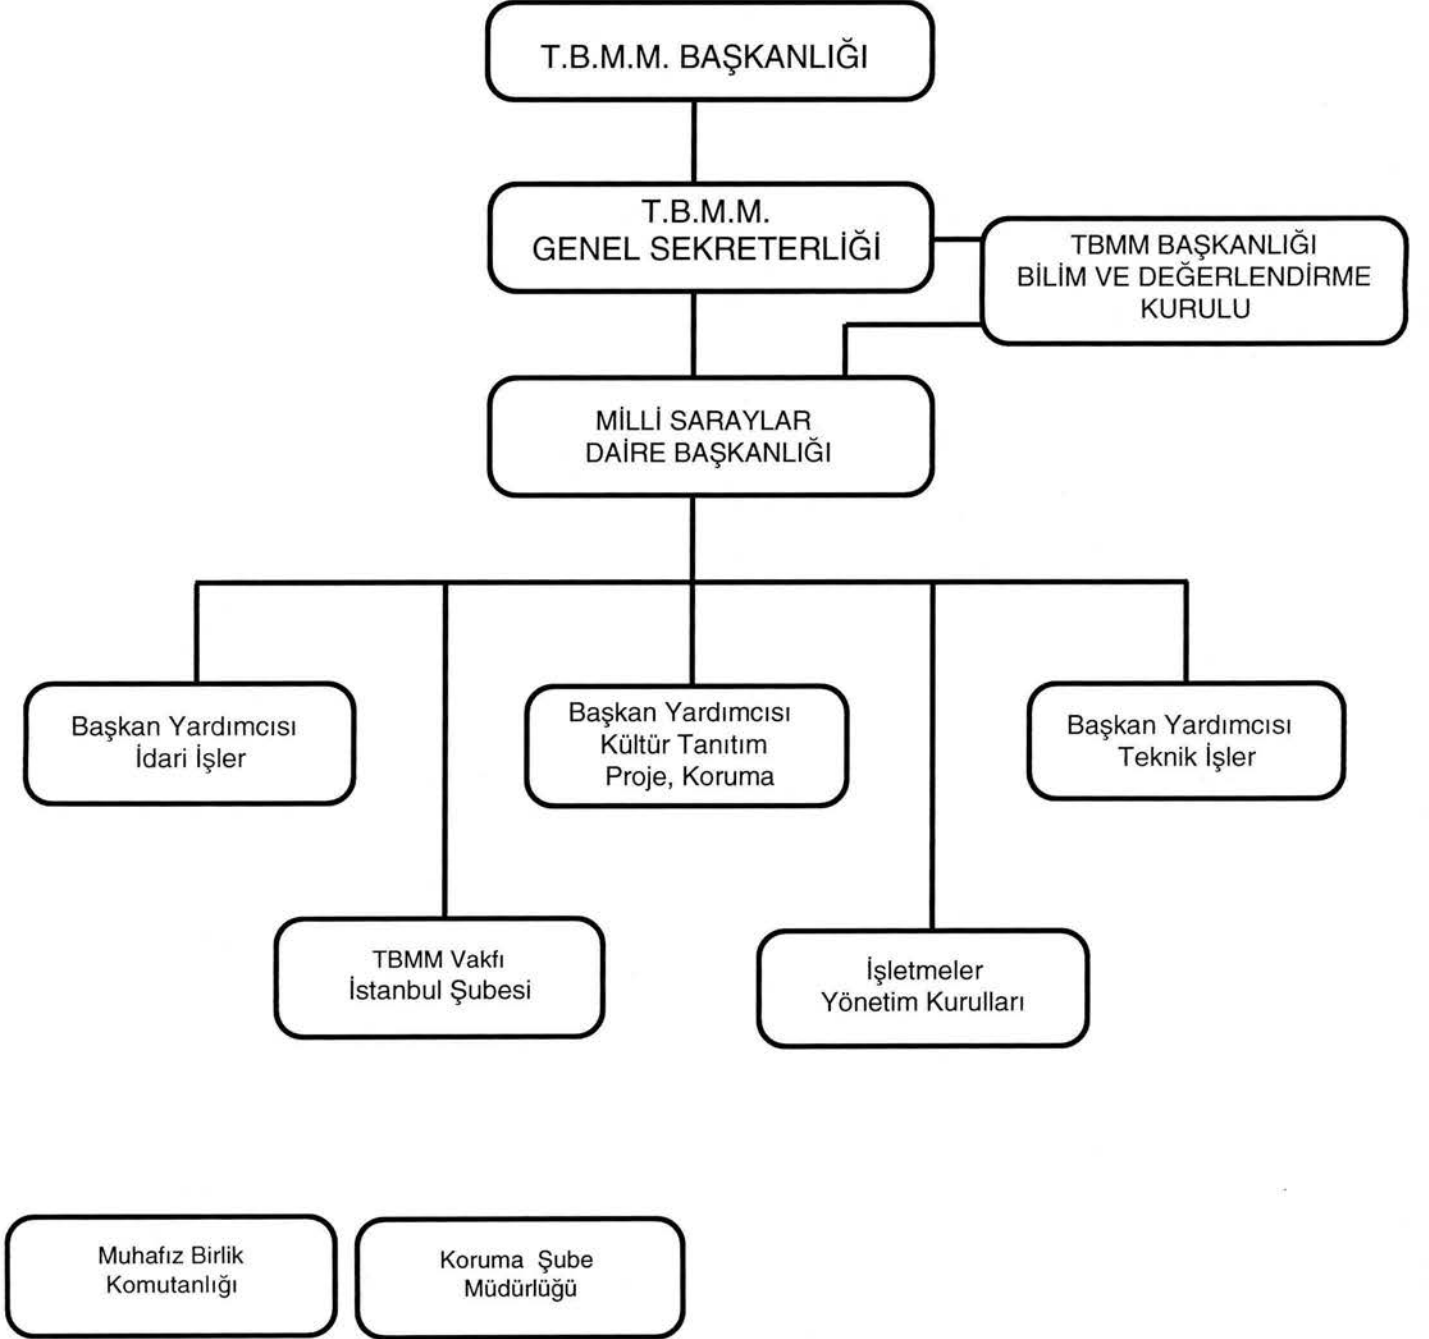 T.B.M.M. BAŞKANLIĞI
T.B.M.M.
GENEL SEKRETERLİĞİ
TBMM BAŞKANLIĞI
BİLİM VE DEĞERLENDİRME
KURULU
MİLLİ SARAYLAR
DAİRE BAŞKANLIĞI
Başkan Yardımcısı
İdari İşler
Başkan Yardımcısı
Kültür Tanıtım
Proje, Koruma
Başkan Yardımcısı
Teknik İşler
TBMM Vakfı
İstanbul Şubesi
İşletmeler
Yönetim Kurulları
Muhafız Birlik
Komutanlığı
Koruma Şube
Müdürlüğü